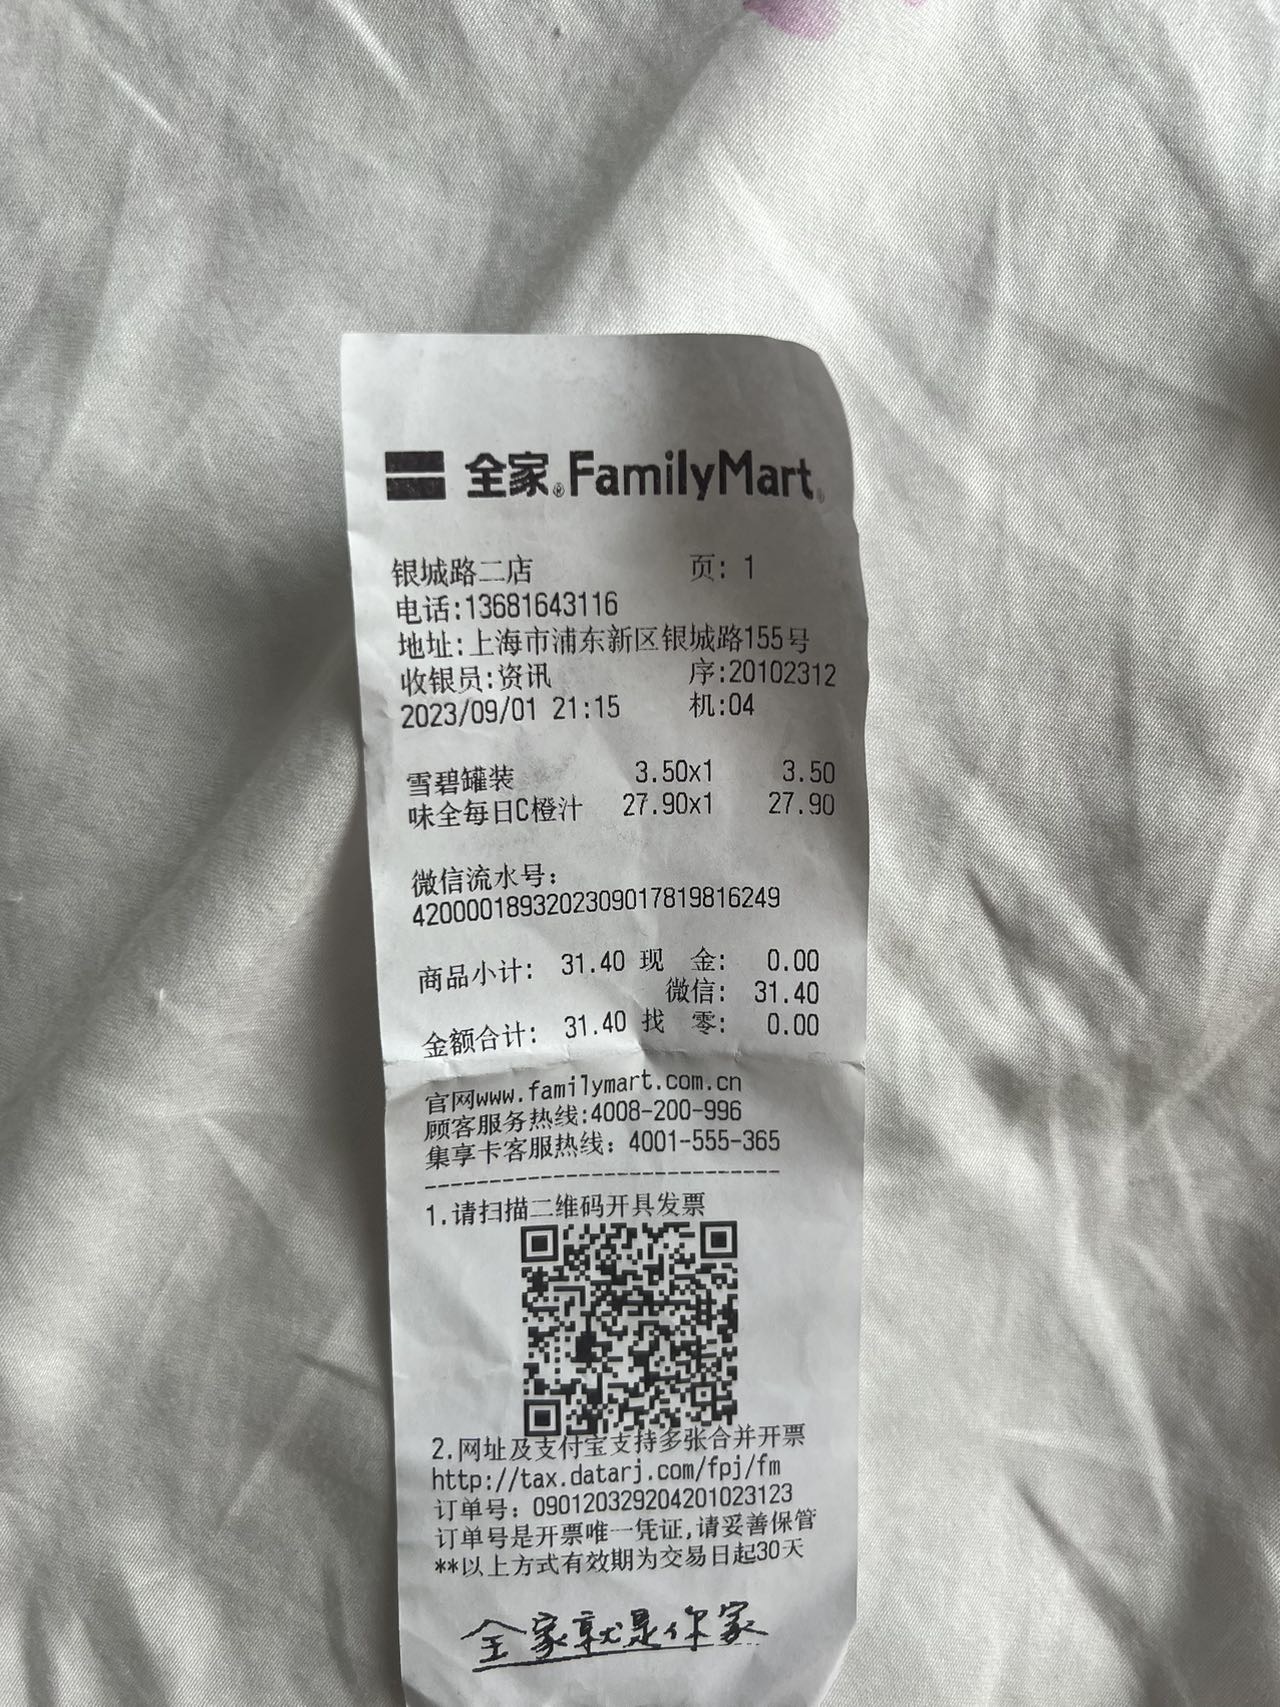 全家® FamilyMart®
银城路二店 页: 1
电话:13681643116
地址:上海市浦东新区银城路155号
收银员:资讯 序:20102312
2023/09/01 21:15 机:04
雪碧罐装 3.50x1 3.50
味全每日C橙汁 27.90x1 27.90
微信流水号:
4200001893202309017819816249
商品小计: 31.40 现 金: 0.00
微信: 31.40
金额合计: 31.40 找 零: 0.00
官网www.familymart.com.cn
顾客服务热线:4008-200-996
集享卡客服热线: 4001-555-365
----------------------------
1.请扫描二维码开具发票
2.网址及支付宝支持多张合并开票
http://tax.datarj.com/fpj/fm
订单号: 090120329204201023123
订单号是开票唯一凭证,请妥善保管
**以上方式有效期为交易日起30天
全家就是你家